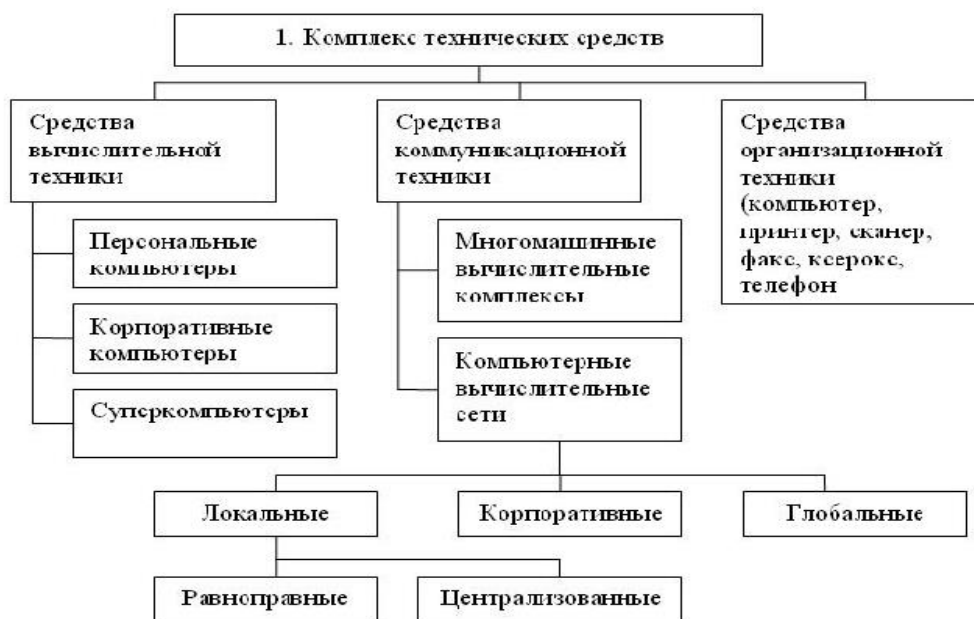 1. Комплекс технических средств
Средства
вычислительной
техники
Персональные
компьютеры
Корпоративные
компьютеры
Суперкомпьютеры
Средства
коммуникационной
техники
Многомашинные
вычислительные
комплексы
Компьютерные
вычислительные
сети
Средства
организационной
техники
(компьютер,
принтер, сканер,
факс, ксерокс,
телефон
Локальные
Корпоративные
Глобальные
Равноправные
Централизованные